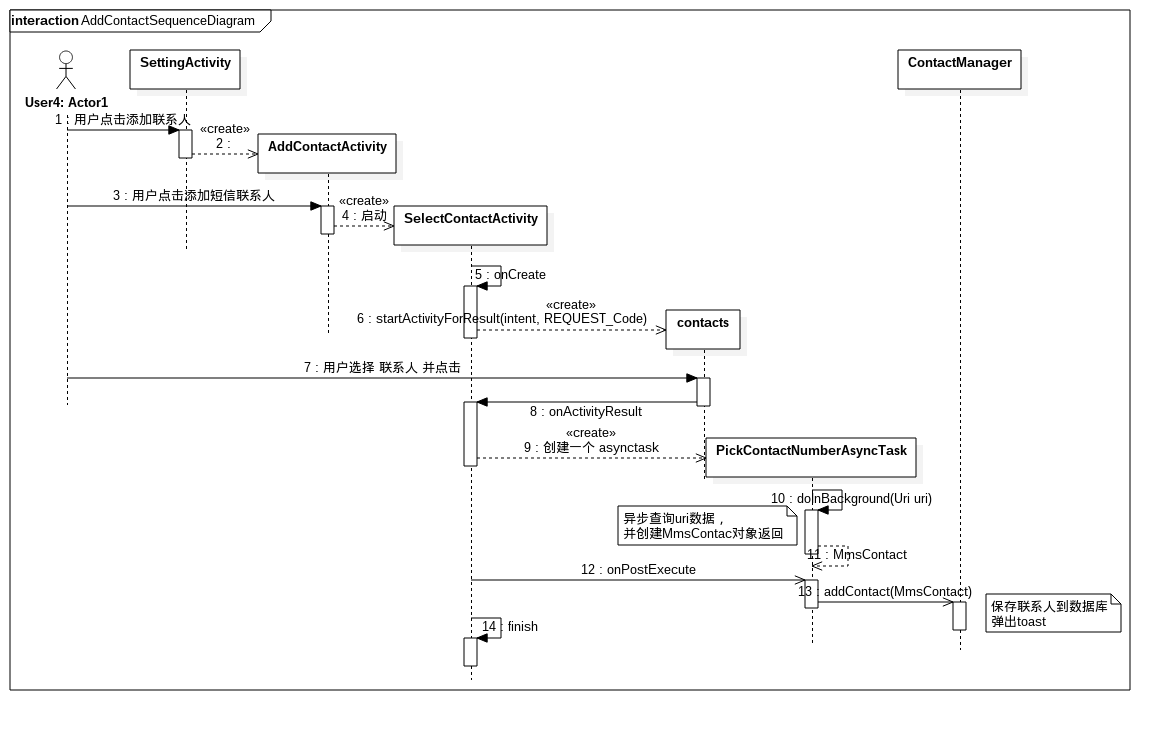 interaction AddContactSequenceDiagram
SettingActivity
ContactManager
User4: Actor1
1 : 用户点击添加联系人
«create»
2 :
AddContactActivity
3 : 用户点击添加短信联系人
«create»
4 : 启动
SelectContactActivity
5 : onCreate
«create»
6 : startActivityForResult(intent, REQUEST_Code)
contacts
7 : 用户选择 联系人 并点击
8 : onActivityResult
«create»
9 : 创建一个 asynctask
PickContactNumberAsyncTask
10 : doInBackground(Uri uri)
异步查询uri数据，
并创建MmsContac对象返回
11 : MmsContact
12 : onPostExecute
13 : addContact(MmsContact)
保存联系人到数据库
弹出toast
14 : finish